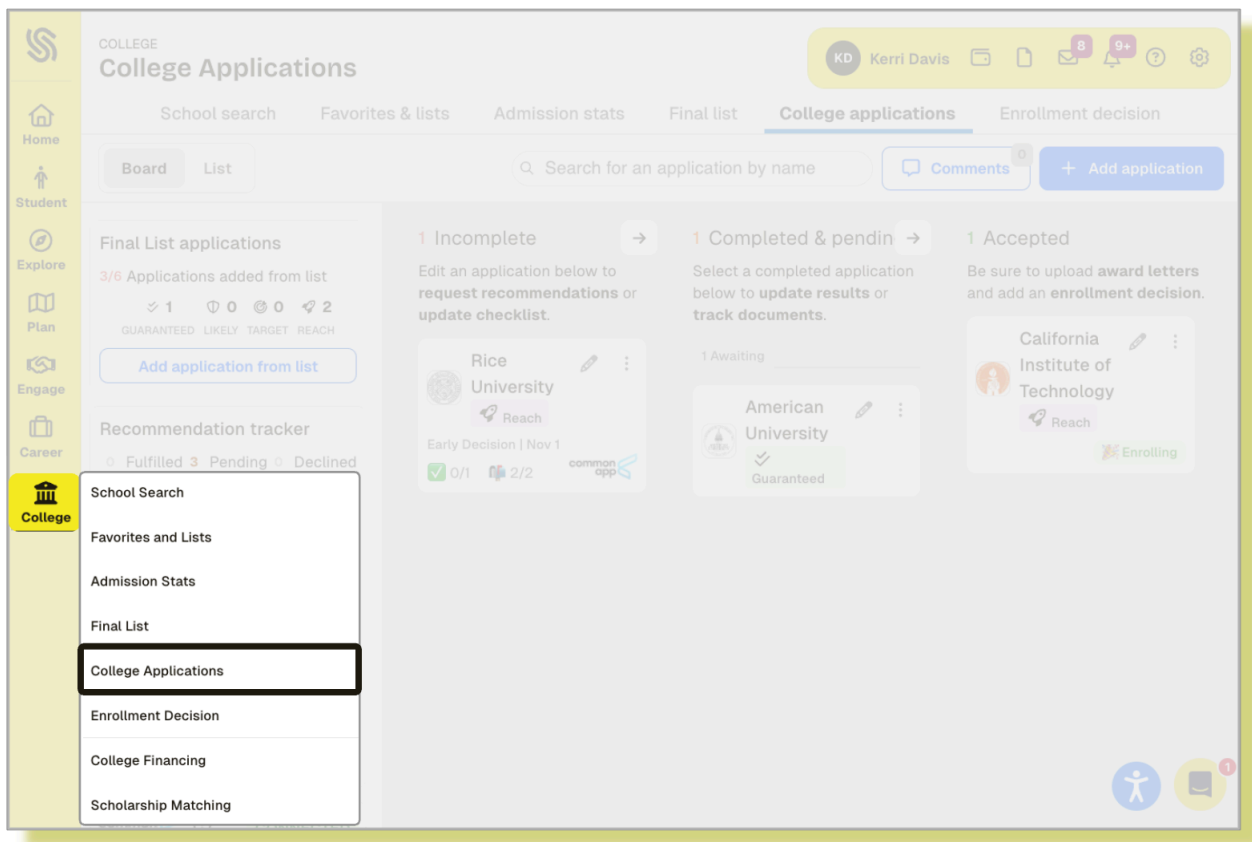 COLLEGE
College Applications
KD
Kerri Davis
8
9+
School search
Favorites & lists
Admission stats
Final list
College applications
Enrollment decision
Home
Student
Explore
Plan
Engage
Career
College
Board
List
Search for an application by name
Comments
0
+ Add application
Final List applications
3/6 Applications added from list
1
0
0
2
GUARANTEED
LIKELY
TARGET
REACH
Add application from list
Recommendation tracker
0 Fulfilled 3 Pending 0 Declined
1 Incomplete
Edit an application below to
request recommendations or
update checklist.
Rice
University
Reach
Early Decision | Nov 1
0/1
2/2
common
app
1 Completed & pendin
Select a completed application
below to update results or
track documents.
1 Awaiting
American
University
Guaranteed
1 Accepted
Be sure to upload award letters
and add an enrollment decision.
California
Institute of
Technology
Reach
Enrolling
School Search
Favorites and Lists
Admission Stats
Final List
College Applications
Enrollment Decision
College Financing
Scholarship Matching
1